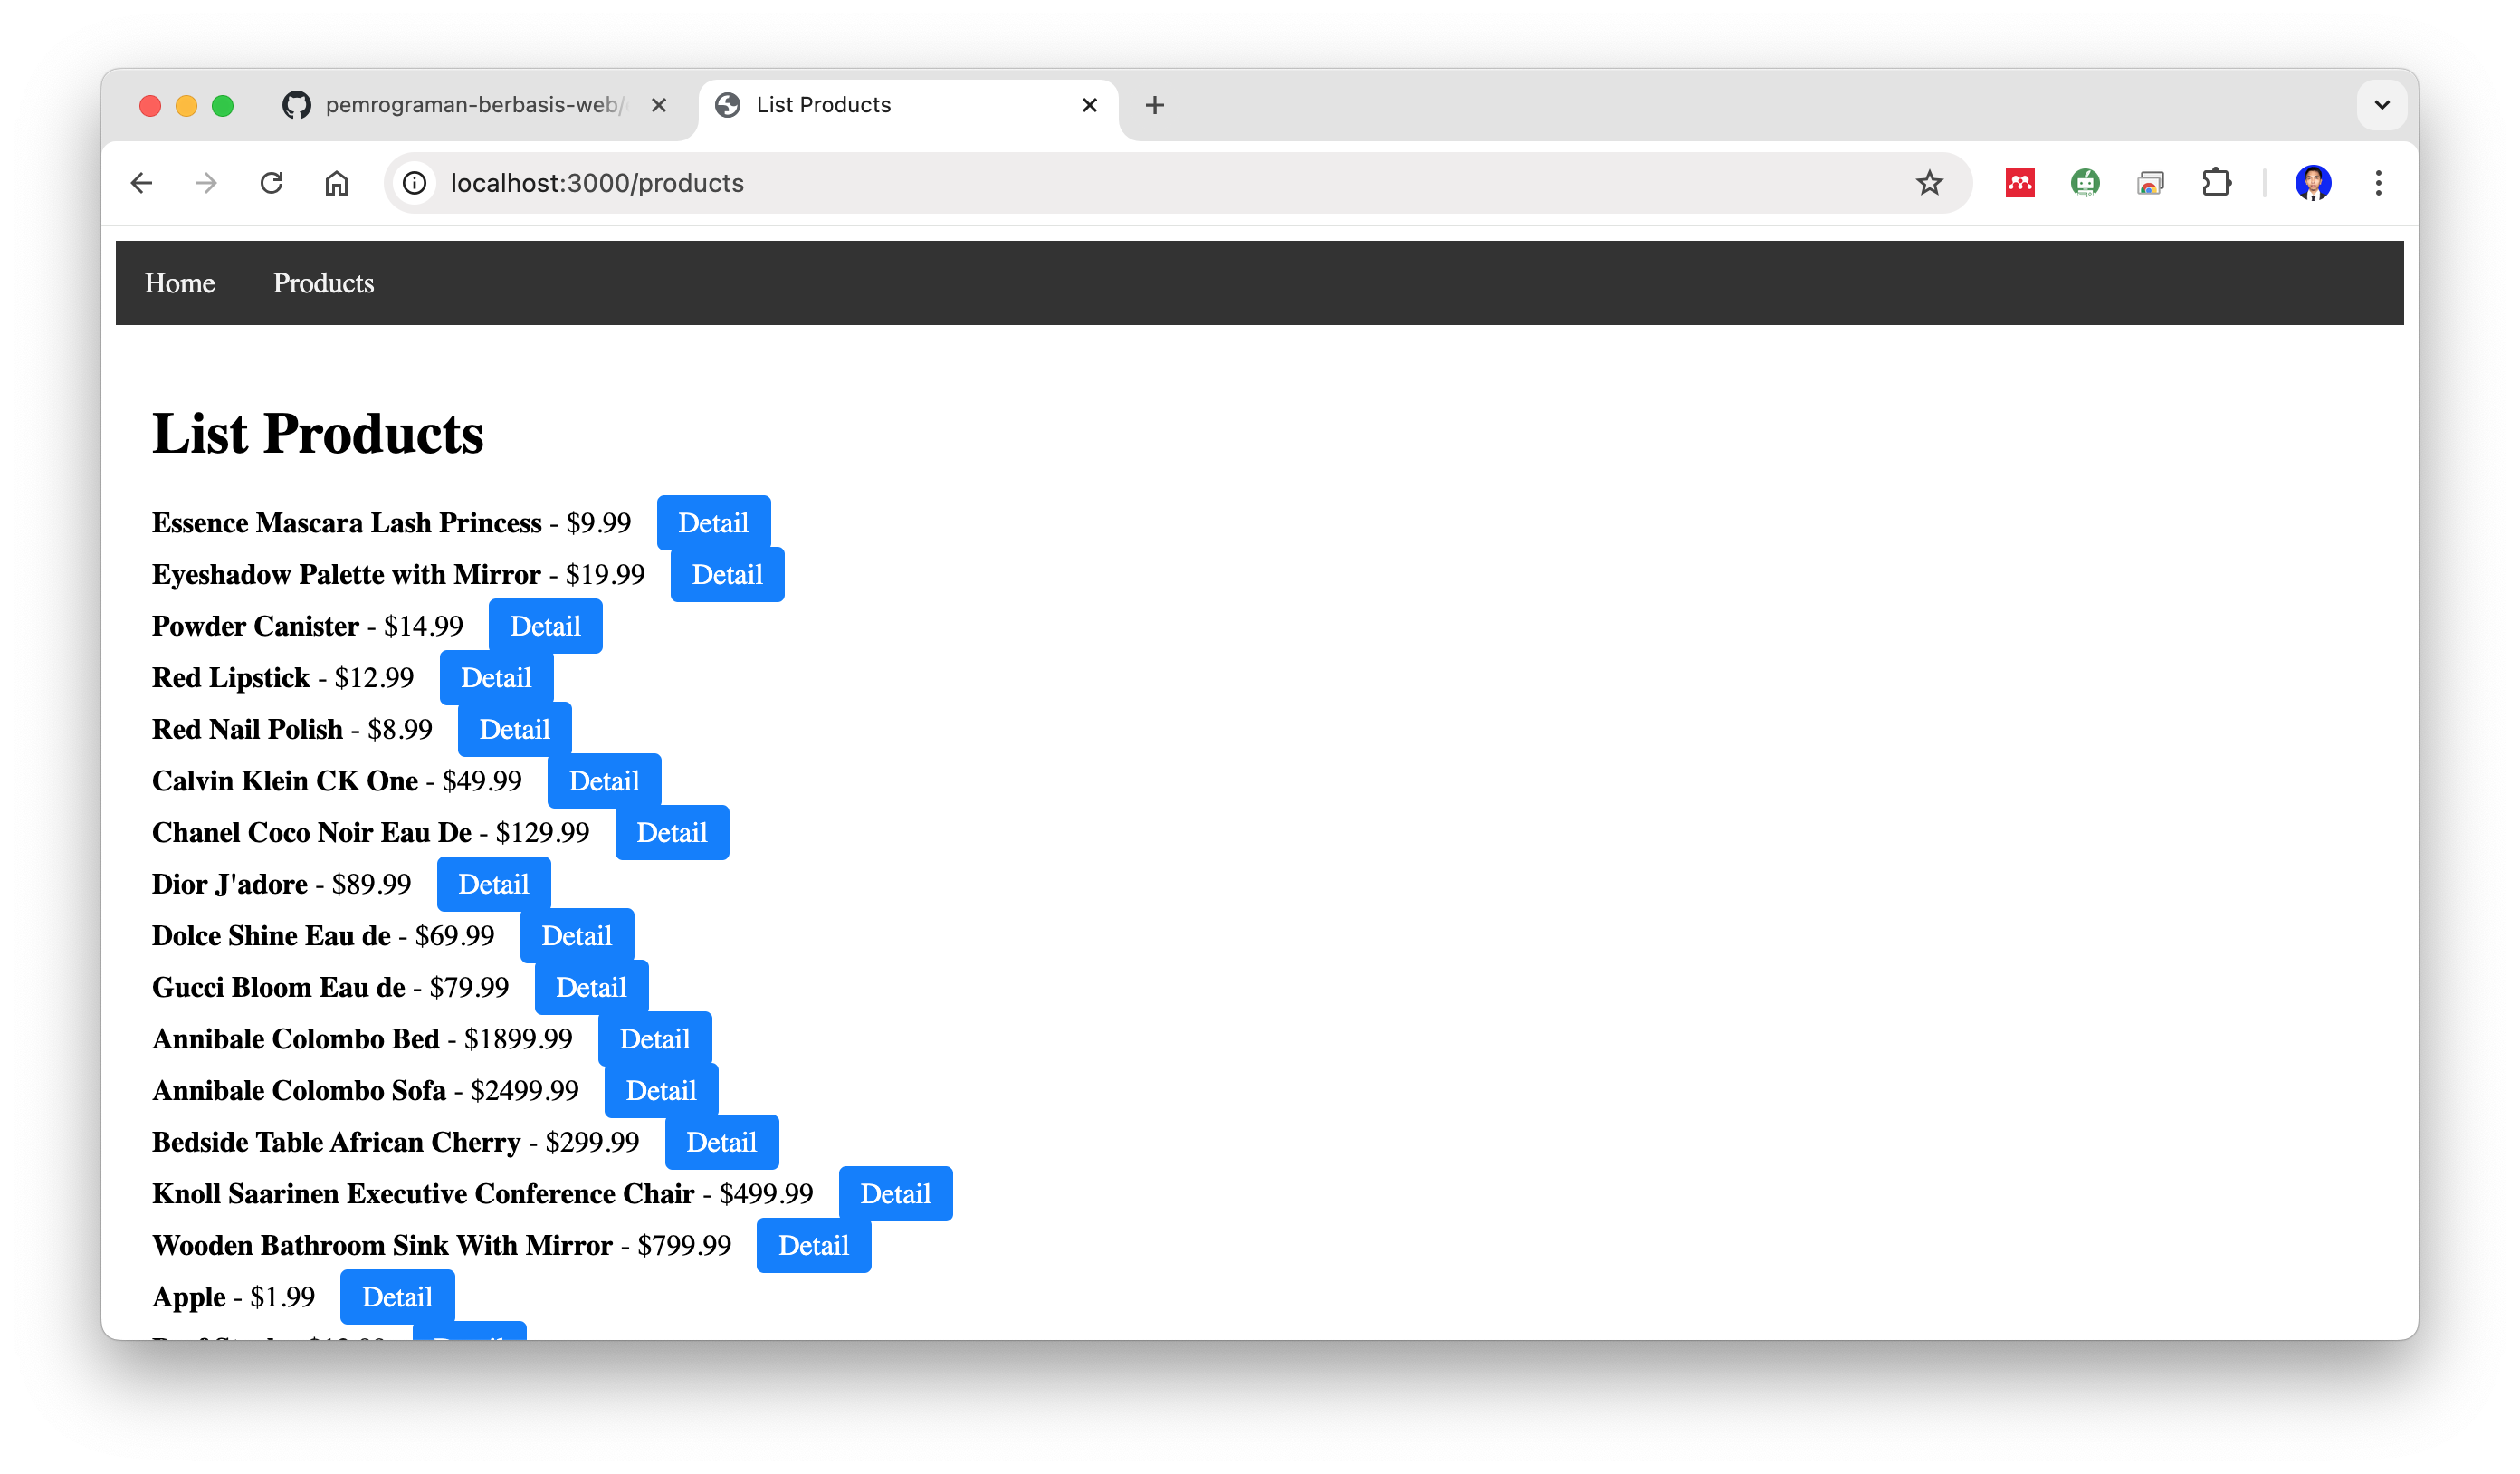 pemrograman-berbasis-web/
List Products
localhost:3000/products
Home Products
List Products
Essence Mascara Lash Princess - $9.99 Detail
Eyeshadow Palette with Mirror - $19.99 Detail
Powder Canister - $14.99 Detail
Red Lipstick - $12.99 Detail
Red Nail Polish - $8.99 Detail
Calvin Klein CK One - $49.99 Detail
Chanel Coco Noir Eau De - $129.99 Detail
Dior J'adore - $89.99 Detail
Dolce Shine Eau de - $69.99 Detail
Gucci Bloom Eau de - $79.99 Detail
Annibale Colombo Bed - $1899.99 Detail
Annibale Colombo Sofa - $2499.99 Detail
Bedside Table African Cherry - $299.99 Detail
Knoll Saarinen Executive Conference Chair - $499.99 Detail
Wooden Bathroom Sink With Mirror - $799.99 Detail
Apple - $1.99 Detail